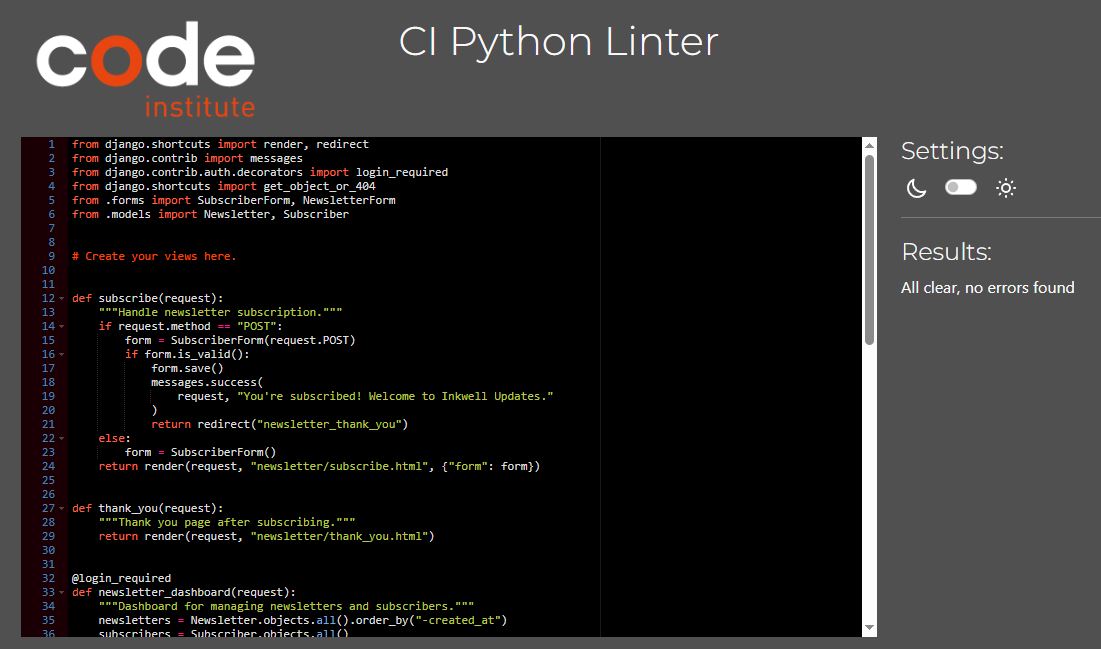 code
institute
CI Python Linter
1 from django.shortcuts import render, redirect
2 from django.contrib import messages
3 from django.contrib.auth.decorators import login_required
4 from django.shortcuts import get_object_or_404
5 from .forms import SubscriberForm, NewsletterForm
6 from .models import Newsletter, Subscriber
7
8
9 # Create your views here.
10
11
12 def subscribe(request):
13     """Handle newsletter subscription."""
14     if request.method == "POST":
15         form = SubscriberForm(request.POST)
16         if form.is_valid():
17             form.save()
18             messages.success(
19                 request, "You're subscribed! Welcome to Inkwell Updates."
20             )
21             return redirect("newsletter_thank_you")
22     else:
23         form = SubscriberForm()
24     return render(request, "newsletter/subscribe.html", {"form": form})
25
26
27 def thank_you(request):
28     """Thank you page after subscribing."""
29     return render(request, "newsletter/thank_you.html")
30
31
32 @login_required
33 def newsletter_dashboard(request):
34     """Dashboard for managing newsletters and subscribers."""
35     newsletters = Newsletter.objects.all().order_by("-created_at")
36     subscribers = Subscriber.objects.all()
Settings:
Results:
All clear, no errors found